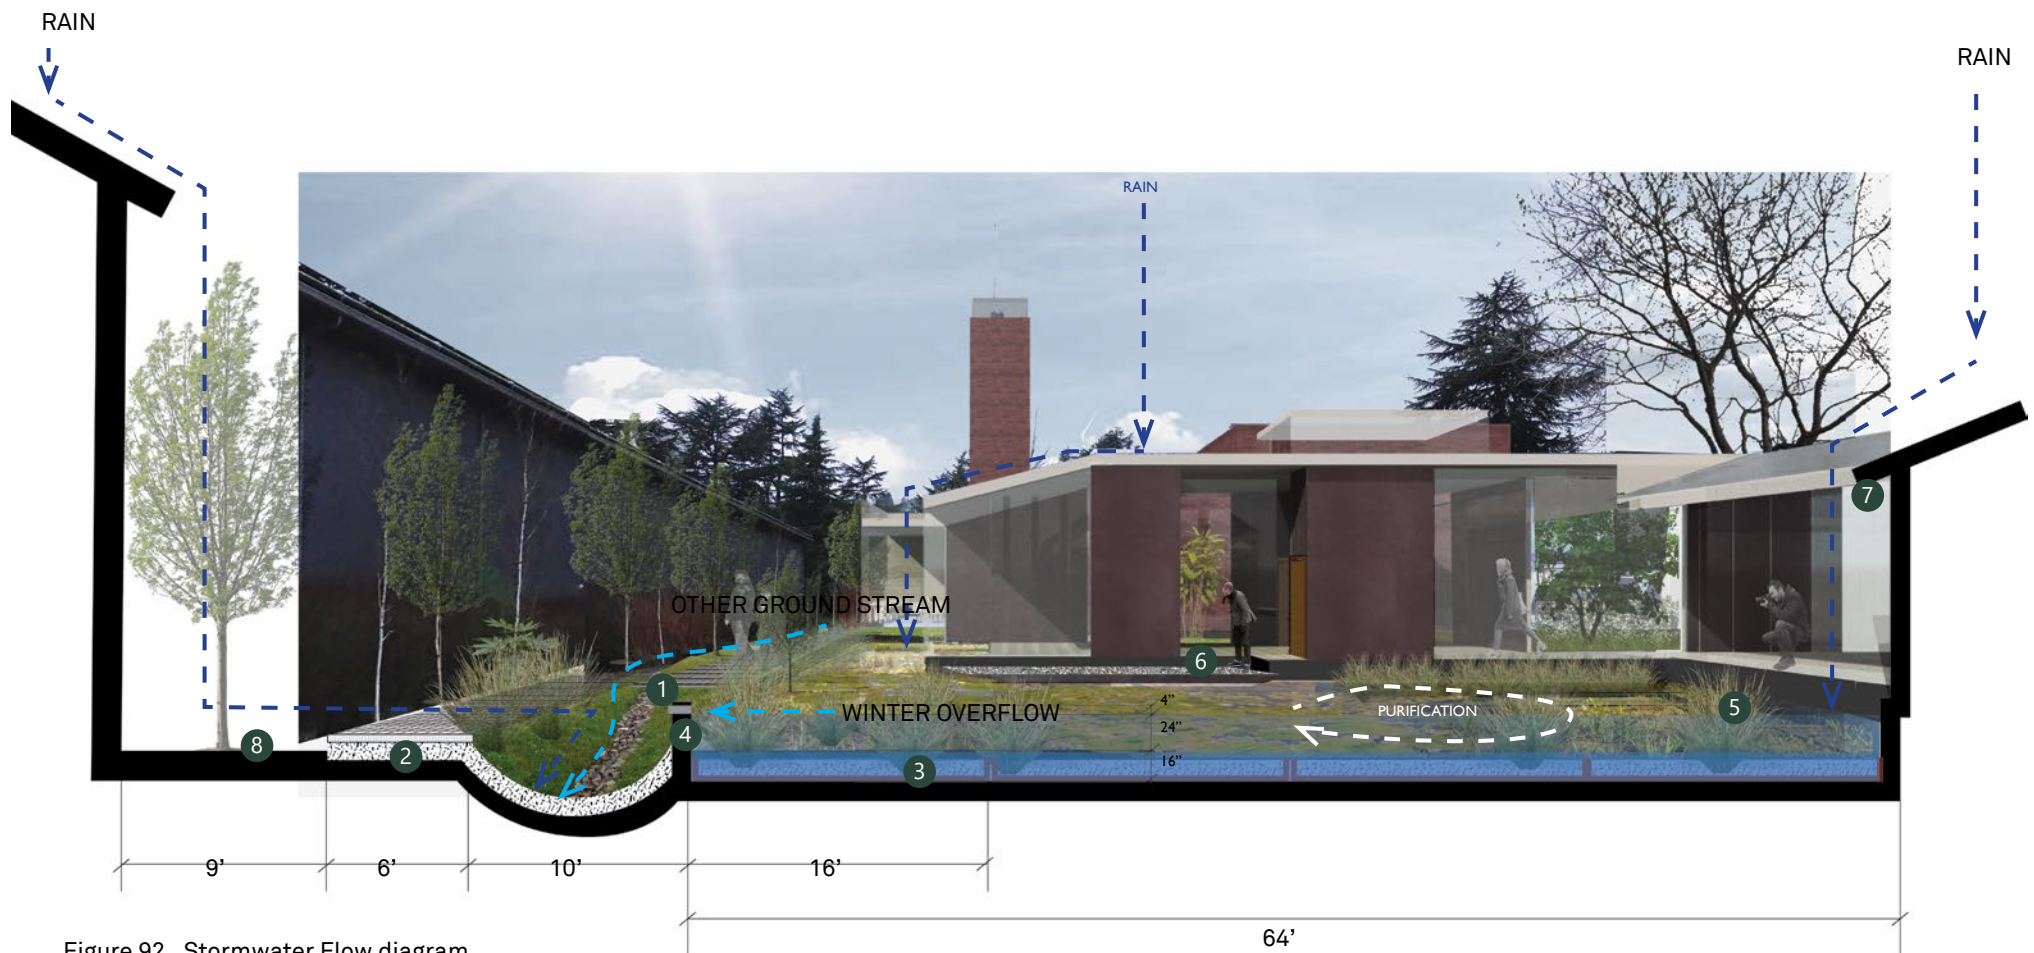 RAIN
RAIN
RAIN
OTHER GROUND STREAM
WINTER OVERFLOW
PURIFICATION
4"
24"
16"
1
2
3
4
5
6
7
8
9’
6’
10’
16’
64’
Figure 92. Stormwater Flow diagram